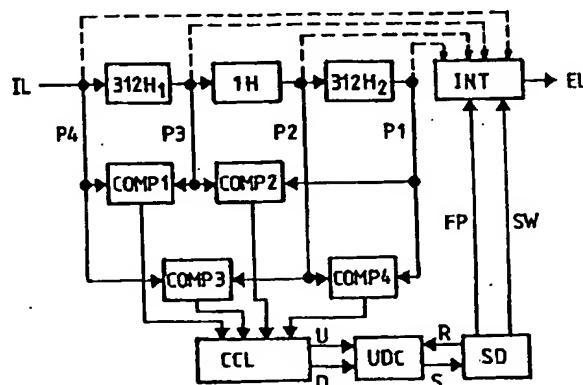 IL
312H1
1H
312H2
INT
EL
P4
P3
P2
P1
COMP1
COMP2
FP
SW
COMP3
COMP4
CCL
U
D
UDC
R
S
SD